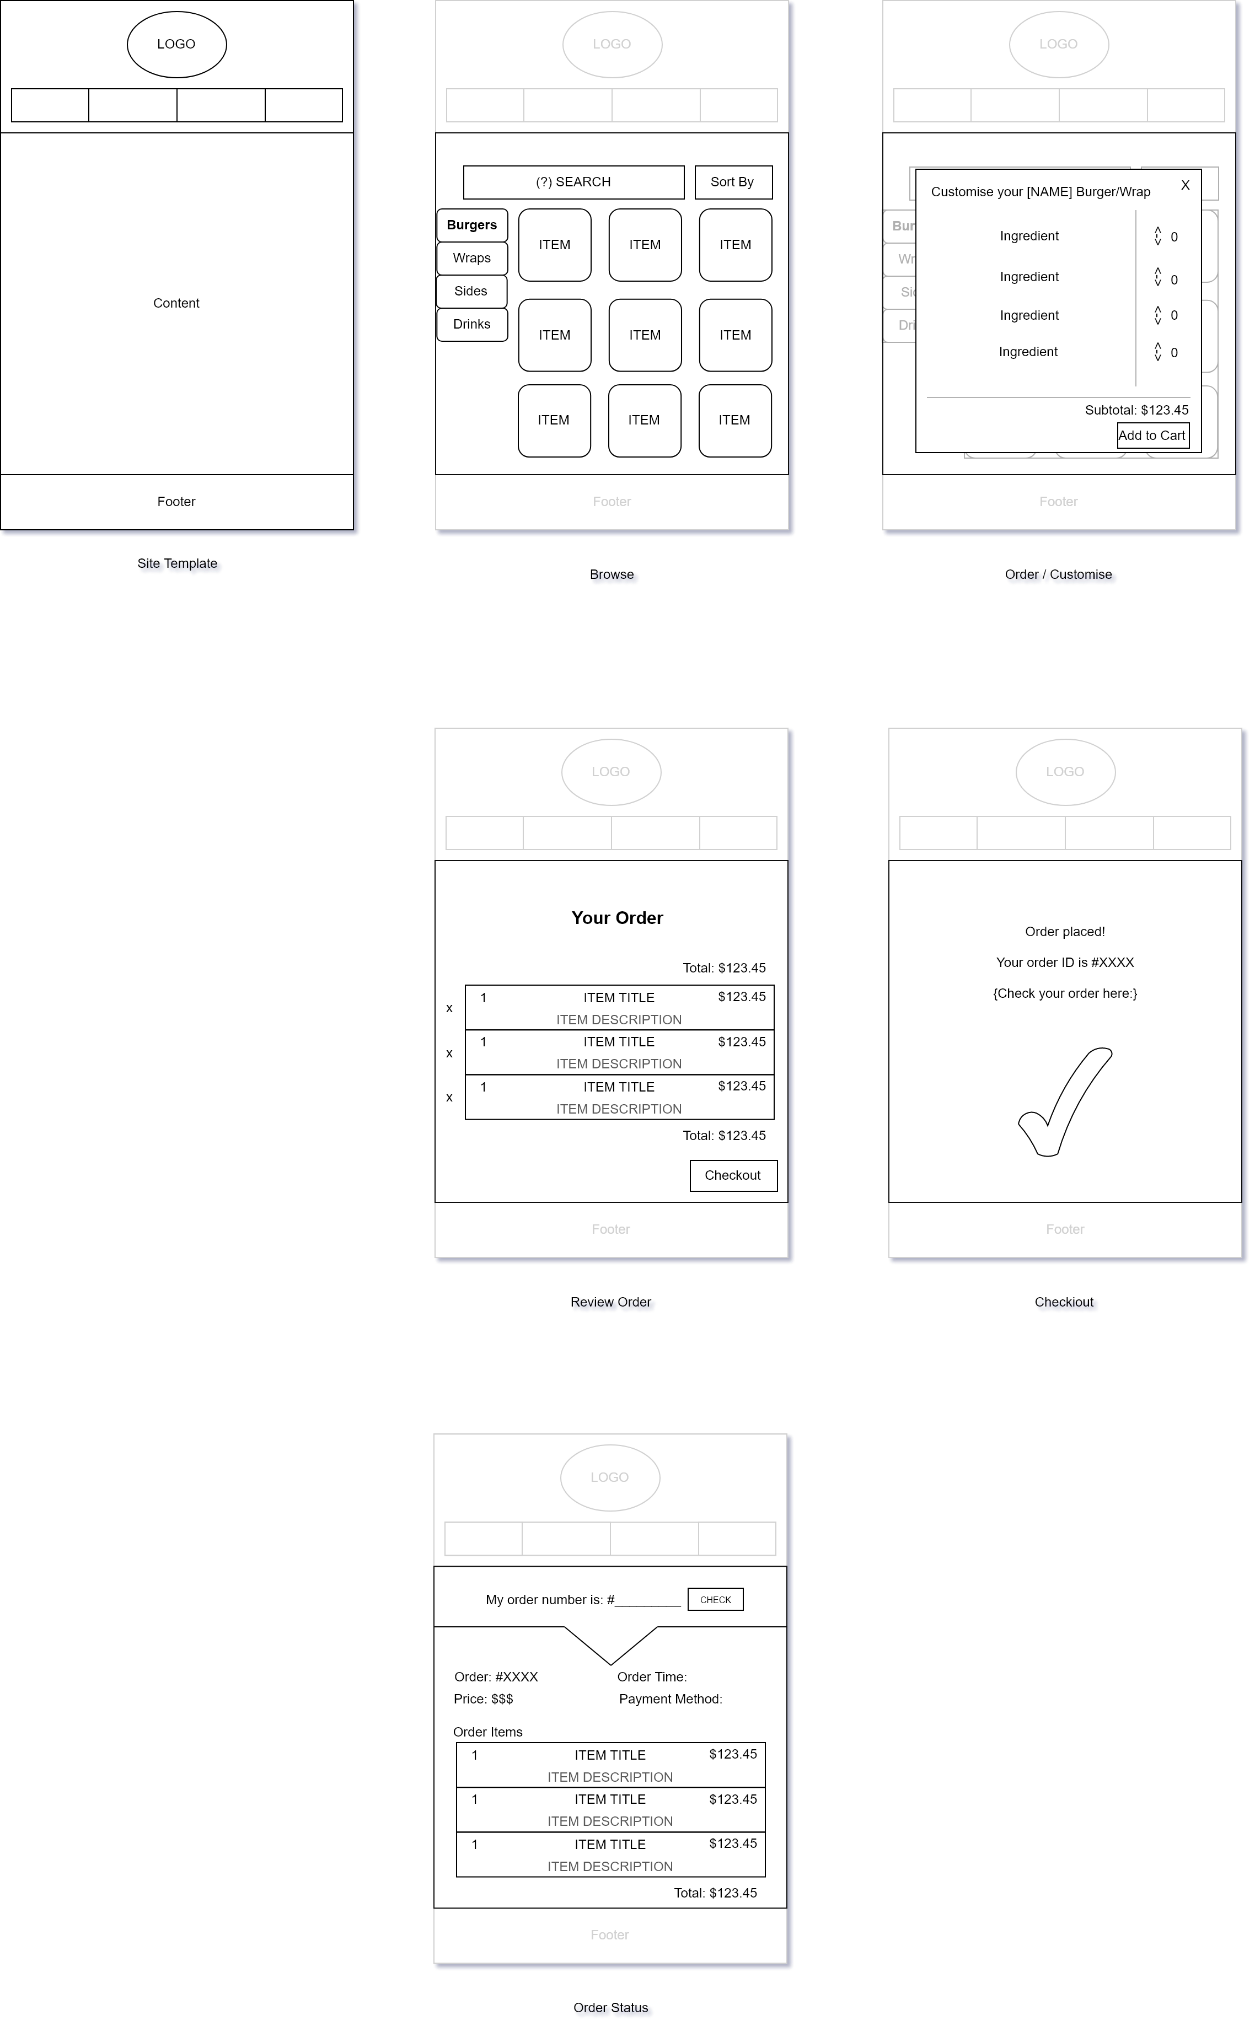 LOGO
Content
Footer
Site Template
LOGO
(?) SEARCH Sort By
Burgers
Wraps
Sides
Drinks
ITEM ITEM ITEM
ITEM ITEM ITEM
ITEM ITEM ITEM
Footer
Browse
LOGO
Bur
Wr
Si
Dri
Customise your [NAME] Burger/Wrap X
Ingredient 0
Ingredient 0
Ingredient 0
Ingredient 0
Subtotal: $123.45
Add to Cart
Footer
Order / Customise
LOGO
Your Order
Total: $123.45
x 1 ITEM TITLE $123.45
ITEM DESCRIPTION
x 1 ITEM TITLE $123.45
ITEM DESCRIPTION
x 1 ITEM TITLE $123.45
ITEM DESCRIPTION
Total: $123.45
Checkout
Footer
Review Order
LOGO
Order placed!
Your order ID is #XXXX
{Check your order here:}
Footer
Checkiout
LOGO
My order number is: #_________ CHECK
Order: #XXXX Order Time:
Price: $$$ Payment Method:
Order Items
1 ITEM TITLE $123.45
ITEM DESCRIPTION
1 ITEM TITLE $123.45
ITEM DESCRIPTION
1 ITEM TITLE $123.45
ITEM DESCRIPTION
Total: $123.45
Footer
Order Status